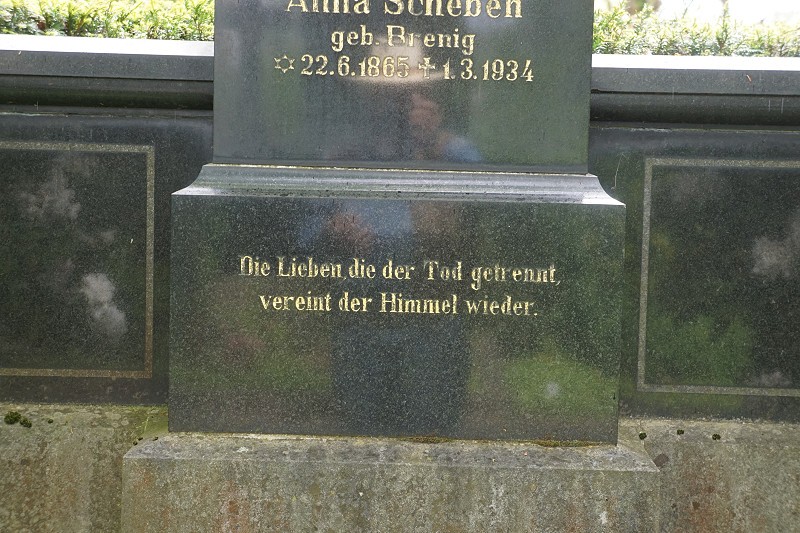 Anna Scheben
geb. Brenig
✡ 22.6.1865 ✝ 1.3.1934
Die Lieben, die der Tod getrennt,
vereint der Himmel wieder.